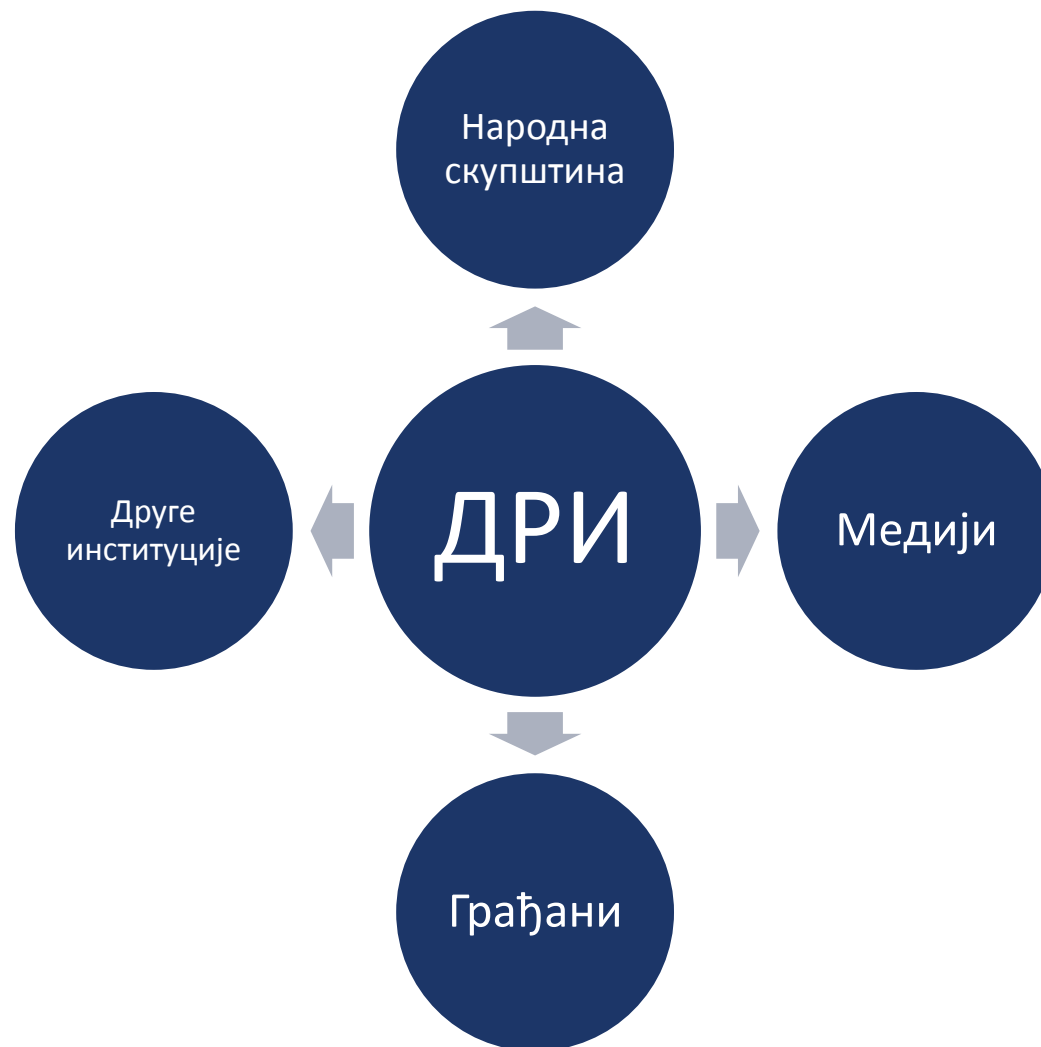 Народна
скупштина
Друге
институције
ДРИ
Медији
Грађани